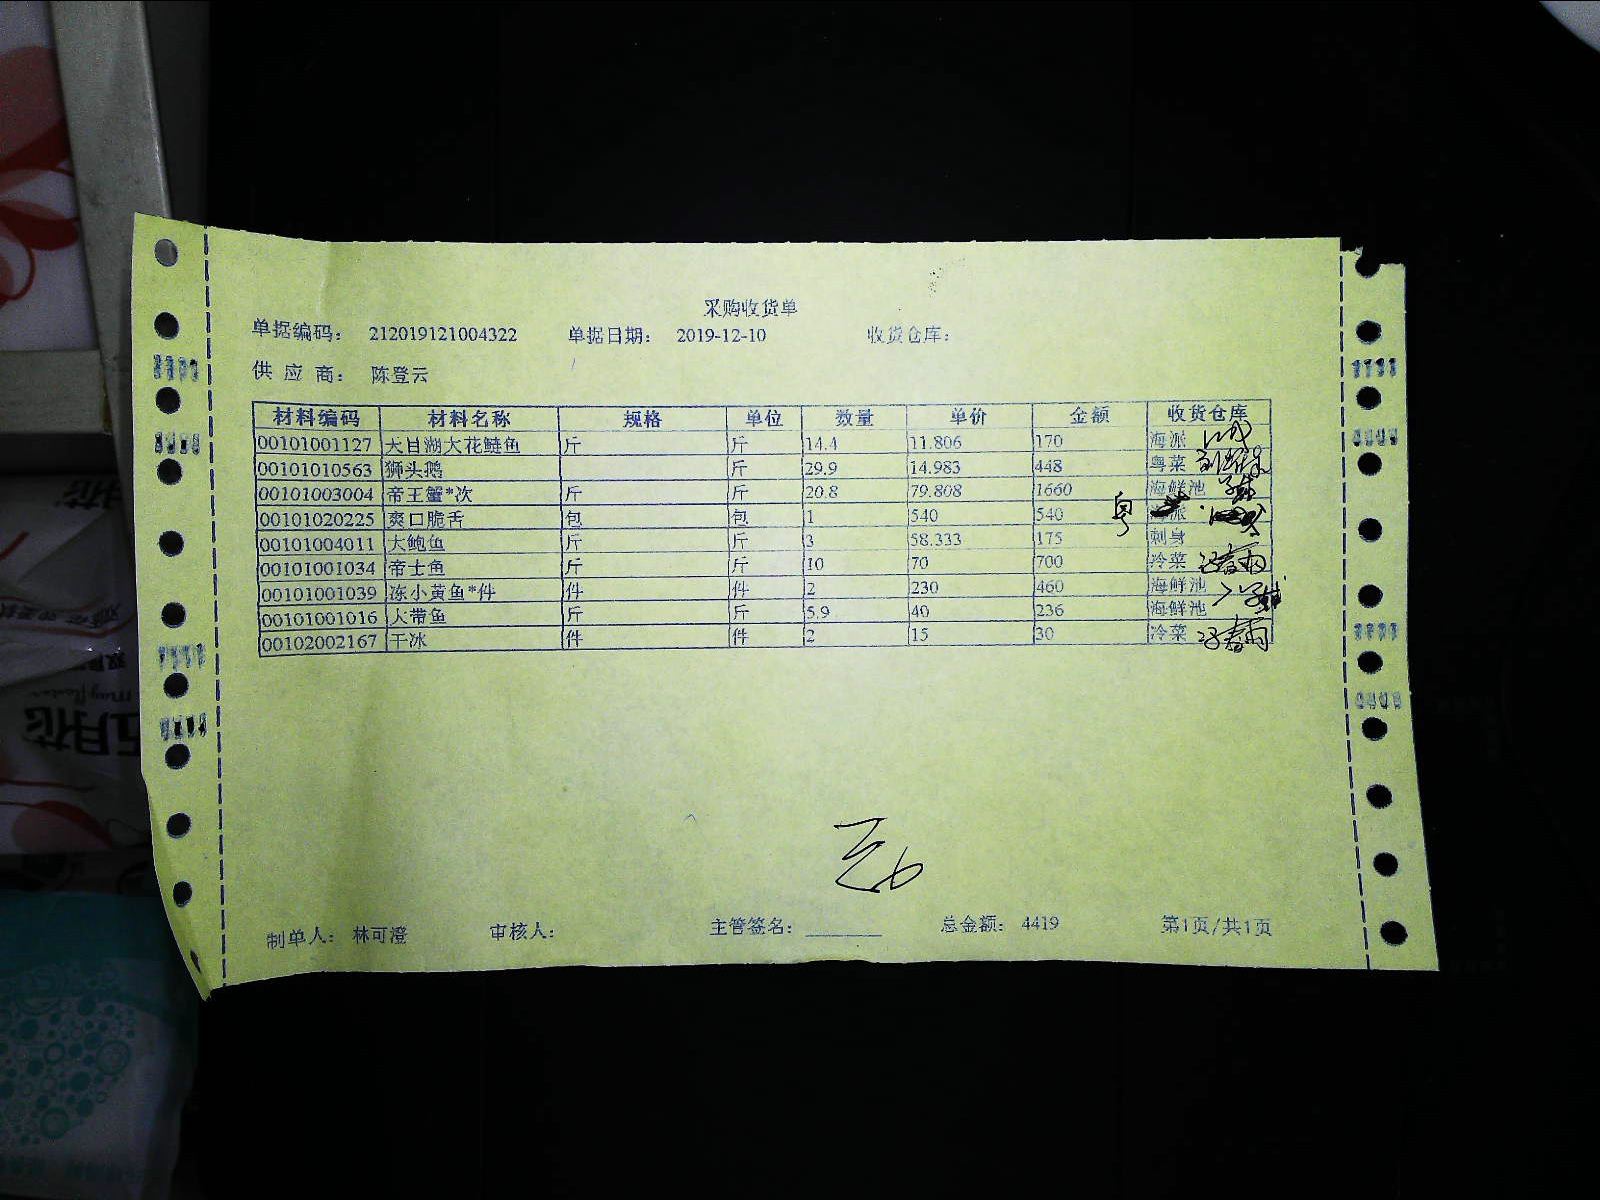 采购收货单
单据编码： 212019121004322 单据日期： 2019-12-10 收货仓库：
供 应 商： 陈登云
材料编码 材料名称 规格 单位 数量 单价 金额 收货仓库
00101001127 天目湖大花鲢鱼 斤 斤 14.4 11.806 170 海派
00101010563 狮头鹅 斤 29.9 14.983 448 粤菜
00101003004 帝王蟹*次 斤 斤 20.8 79.808 1660 海鲜池
00101020225 爽口脆舌 包 包 1 540 540 粤
00101004011 大鲍鱼 斤 斤 3 58.333 175 刺身
00101001034 帝士鱼 斤 斤 10 70 700 冷菜
00101001039 冻小黄鱼*件 件 件 2 230 460 海鲜池
00101001016 大带鱼 斤 斤 5.9 40 236 海鲜池
00102002167 干冰 件 件 2 15 30 冷菜
制单人： 林可澄 审核人： 主管签名： 总金额： 4419 第1页/共1页
五月花